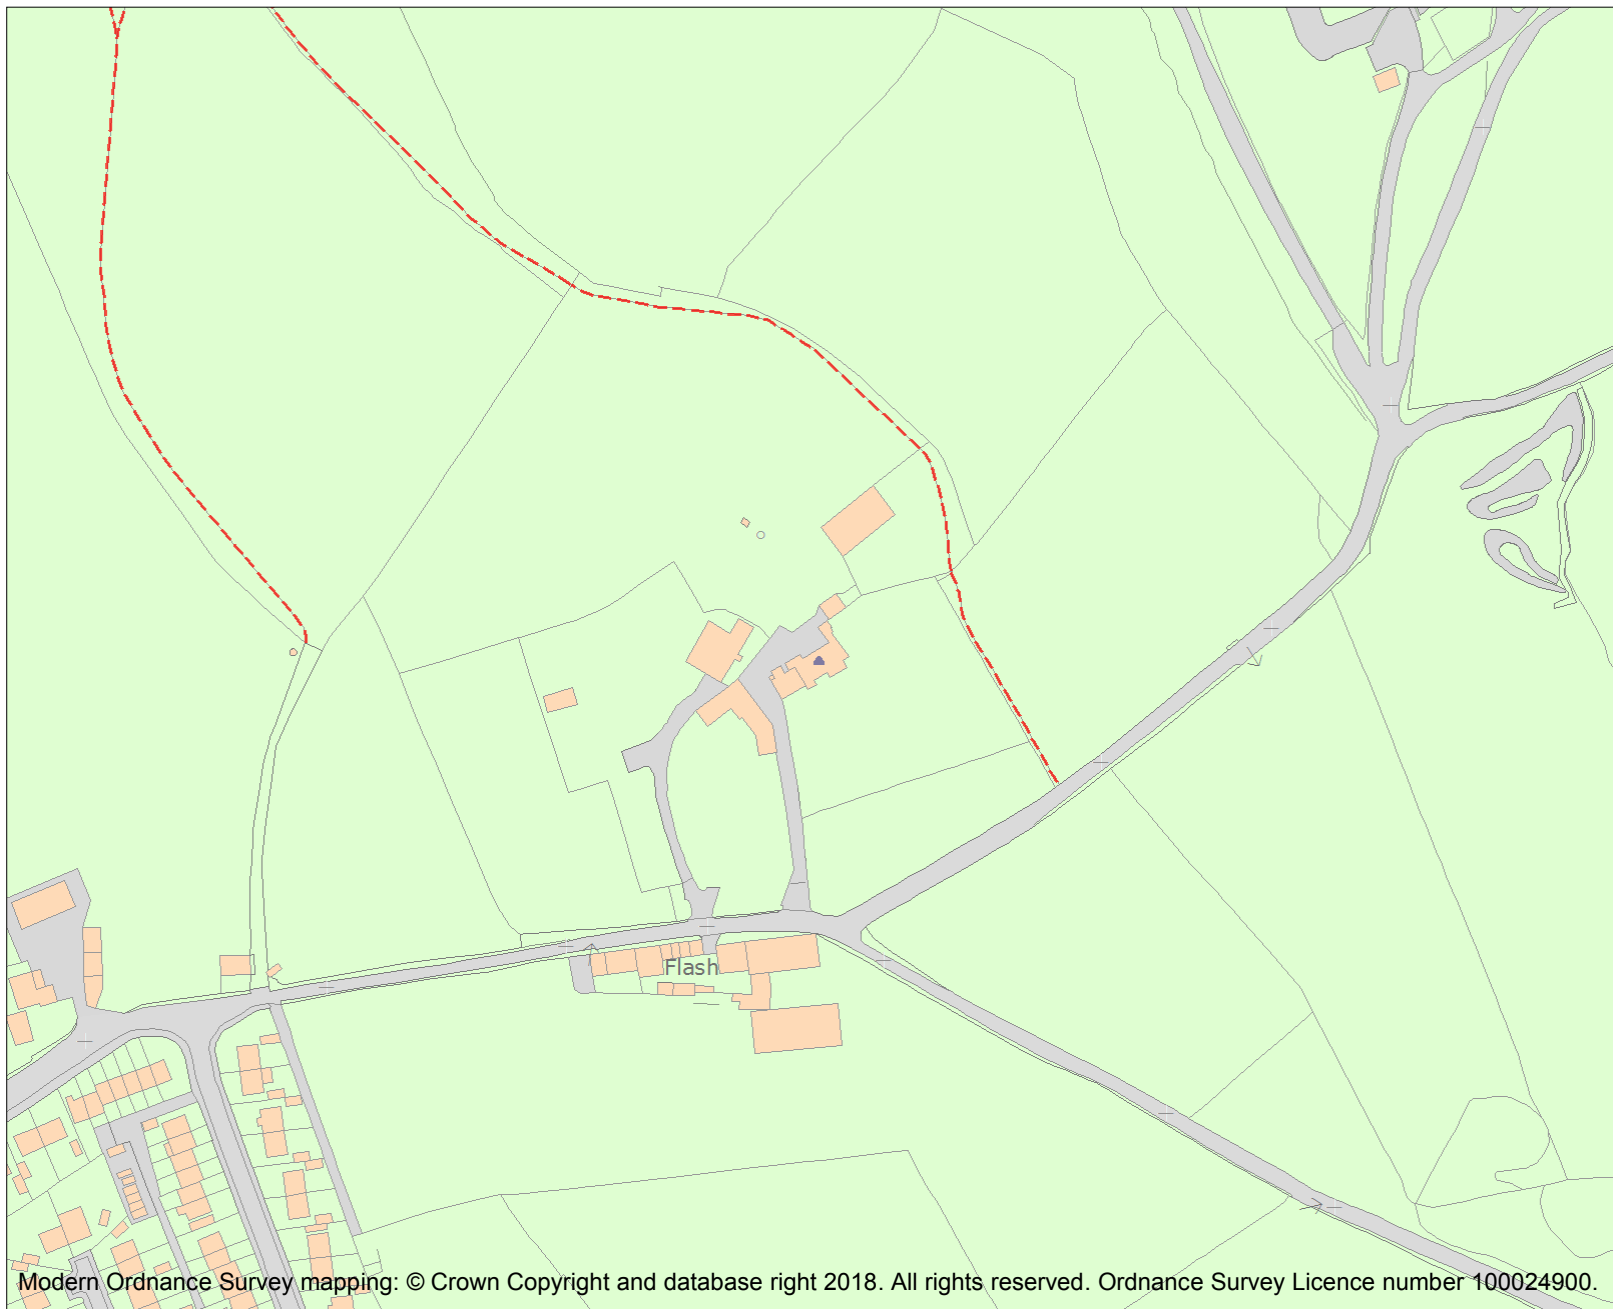 Flash
Modern Ordnance Survey mapping: © Crown Copyright and database right 2018. All rights reserved. Ordnance Survey Licence number 100024900.